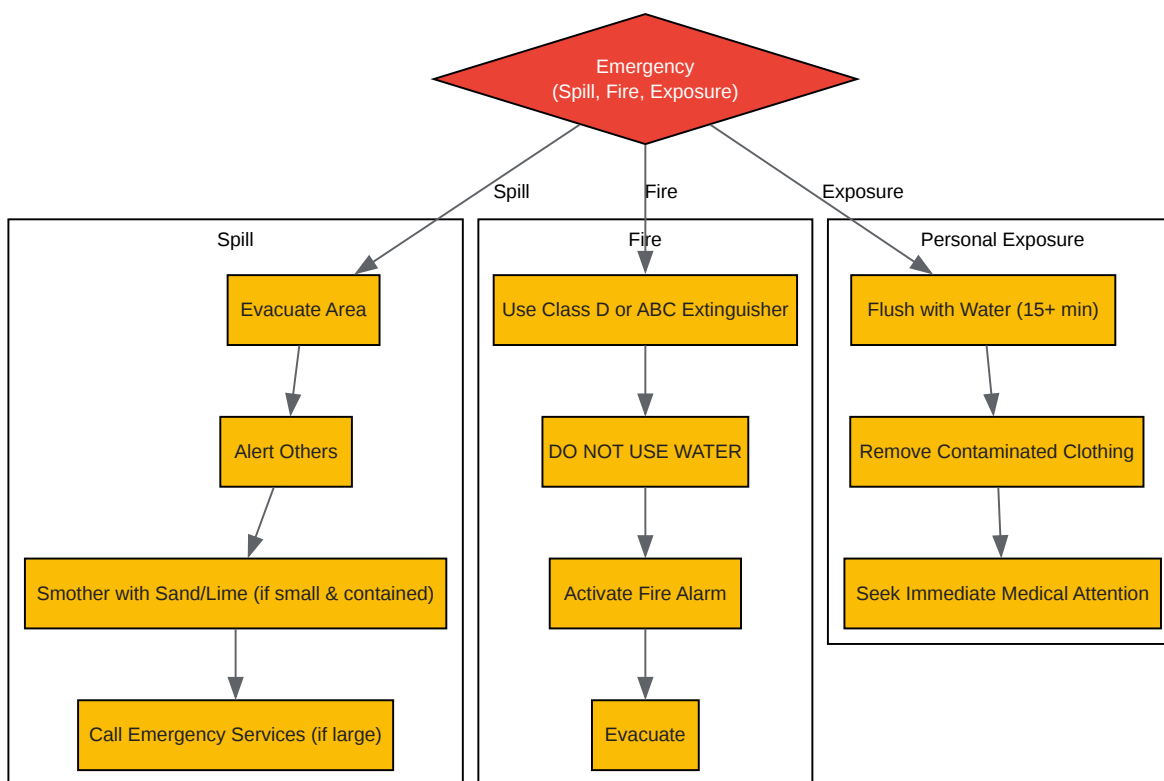 Emergency
(Spill, Fire, Exposure)
Spill
Fire
Exposure
Spill
Evacuate Area
Alert Others
Smother with Sand/Lime (if small & contained)
Call Emergency Services (if large)
Fire
Use Class D or ABC Extinguisher
DO NOT USE WATER
Activate Fire Alarm
Evacuate
Personal Exposure
Flush with Water (15+ min)
Remove Contaminated Clothing
Seek Immediate Medical Attention